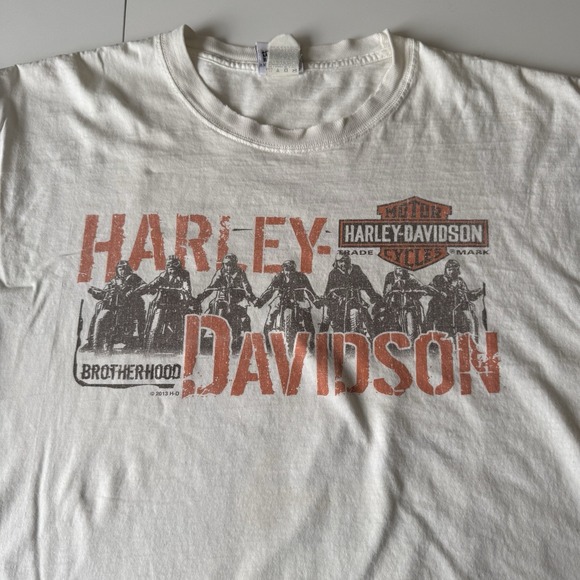 HARLEY-
MOTOR
HARLEY-DAVIDSON
TRADE ® MARK
CYCLES
BROTHERHOOD
DAVIDSON
© 2013 H-D